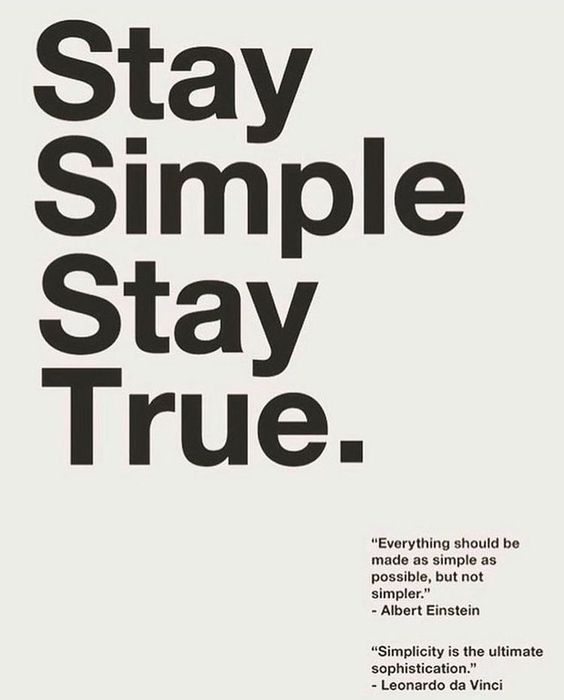 Stay
Simple
Stay
True.
“Everything should be
made as simple as
possible, but not
simpler.”
- Albert Einstein
“Simplicity is the ultimate
sophistication.”
- Leonardo da Vinci